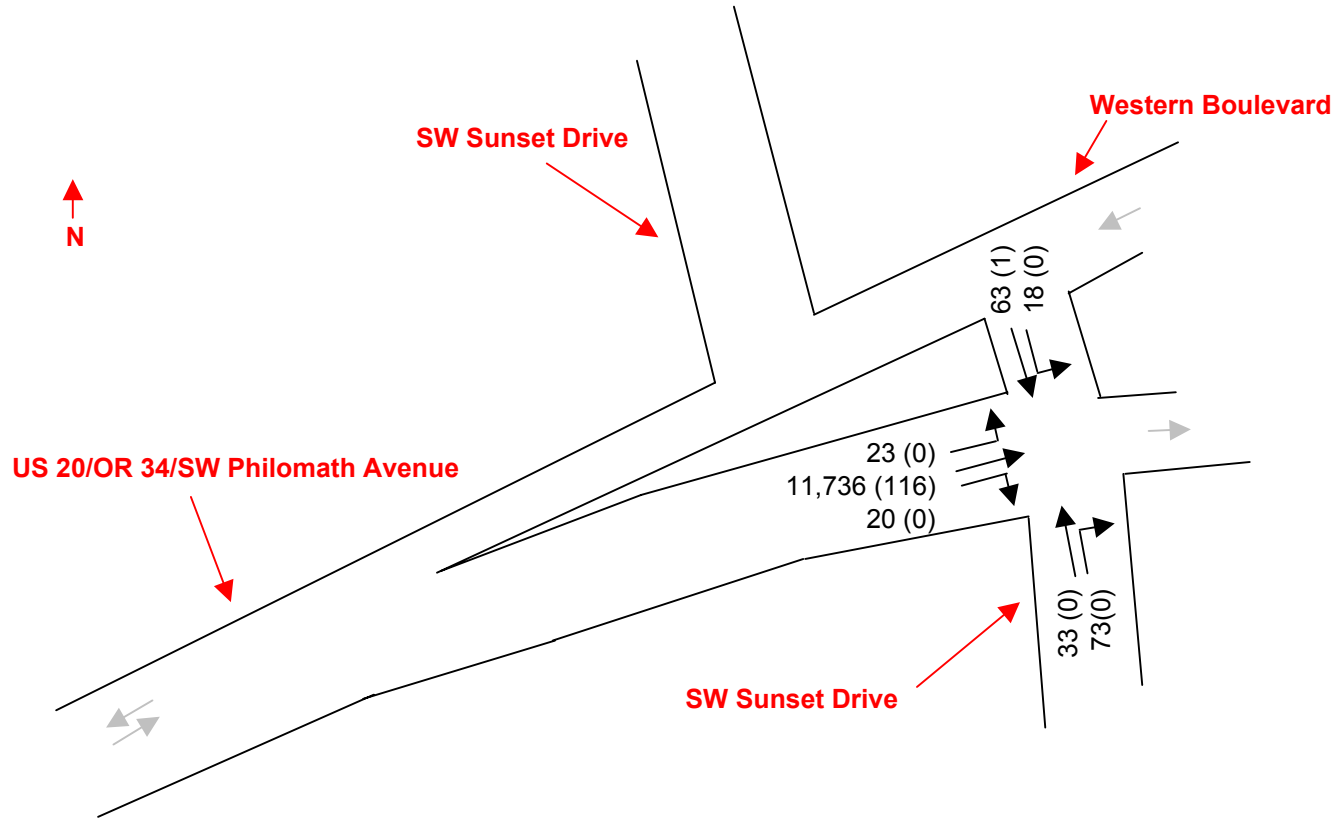 Western Boulevard
SW Sunset Drive
N
63 (1)
18 (0)
US 20/OR 34/SW Philomath Avenue
23 (0)
11,736 (116)
20 (0)
33 (0)
73(0)
SW Sunset Drive